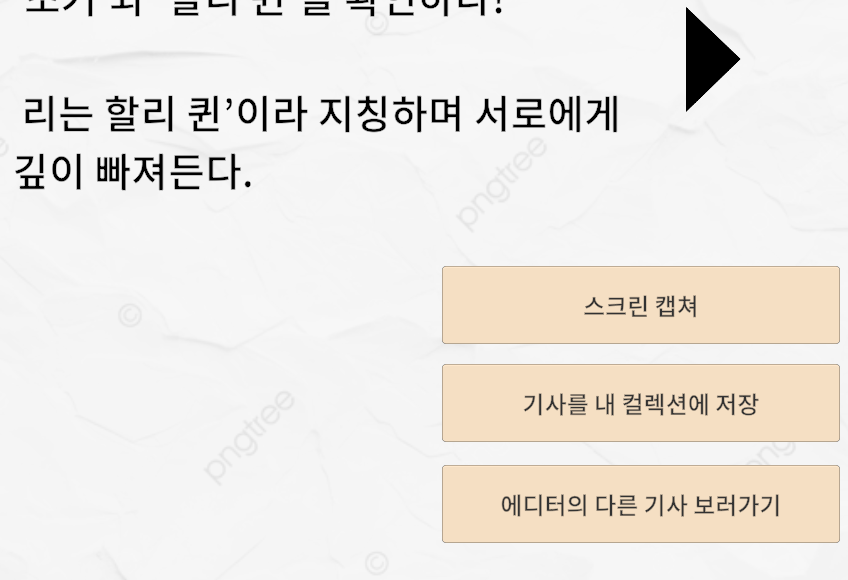 리는 할리 퀸’이라 지칭하며 서로에게
깊이 빠져든다.
pngtree
스크린 캡쳐
기사를 내 컬렉션에 저장
pngtree
에디터의 다른 기사 보러가기